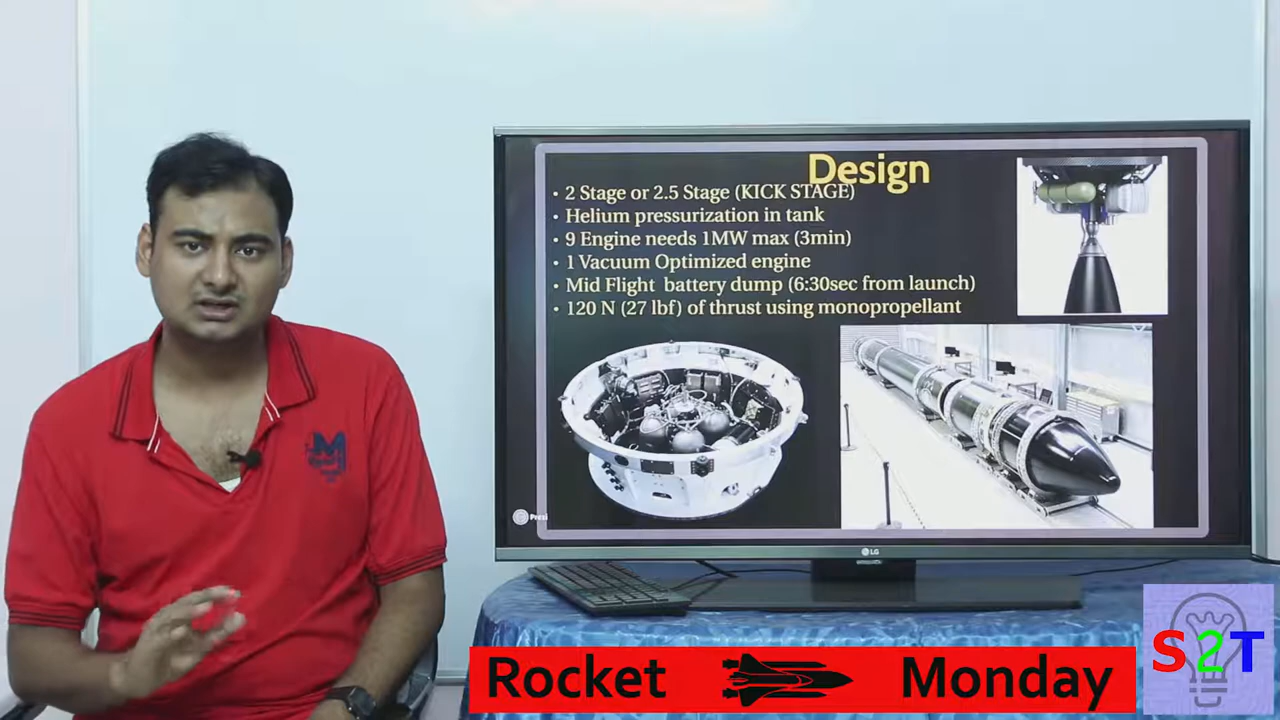 Design
• 2 Stage or 2.5 Stage (KICK STAGE)
• Helium pressurization in tank
• 9 Engine needs 1MW max (3min)
• 1 Vacuum Optimized engine
• Mid Flight battery dump (6:30sec from launch)
• 120 N (27 lbf) of thrust using monopropellant
Prezi
LG
Rocket Monday
S2T